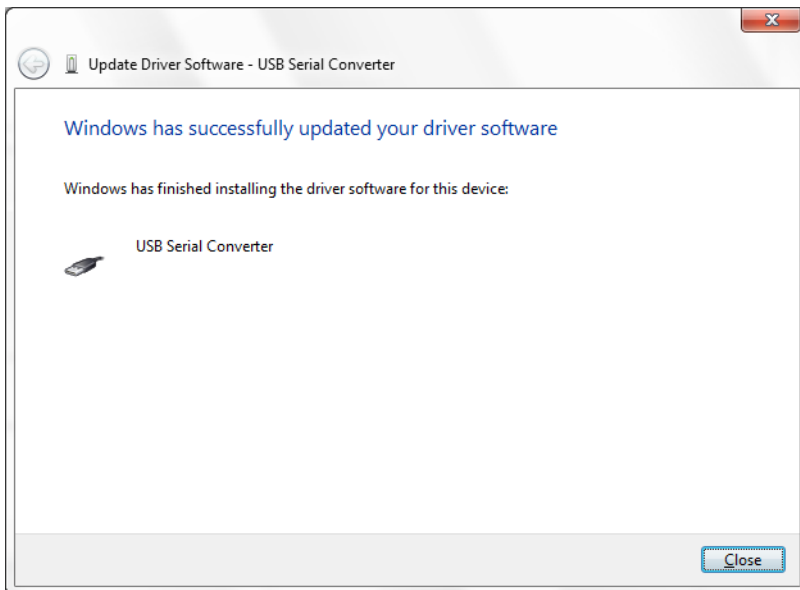 Update Driver Software - USB Serial Converter
Windows has successfully updated your driver software
Windows has finished installing the driver software for this device:
USB Serial Converter
Close